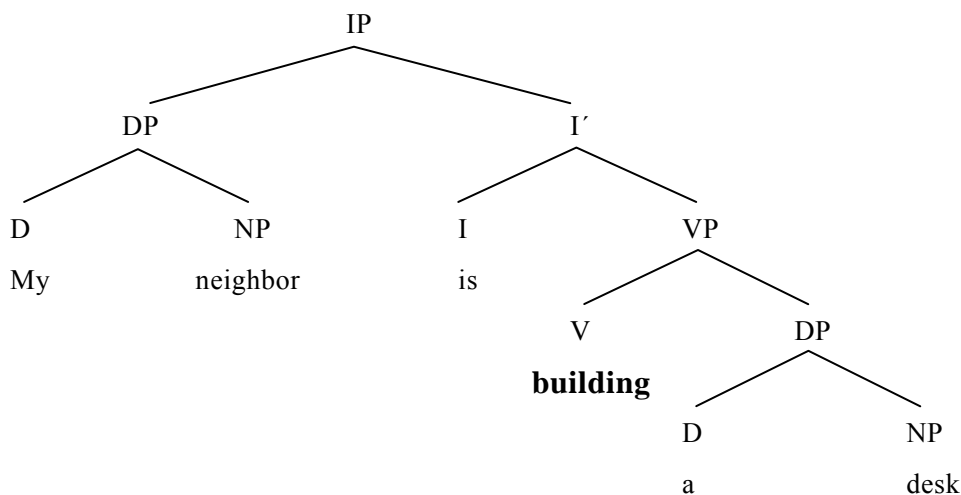 IP
DP I´
D NP I VP
My neighbor is
V DP
building
D NP
a desk